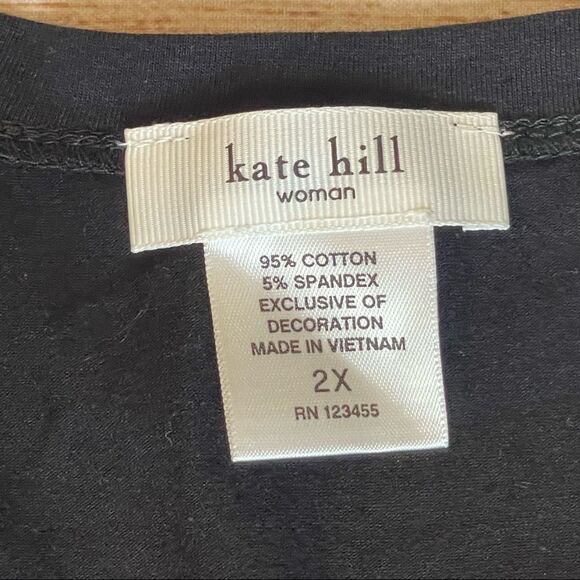 kate hill
woman
95% COTTON
5% SPANDEX
EXCLUSIVE OF
DECORATION
MADE IN VIETNAM
2X
RN 123455